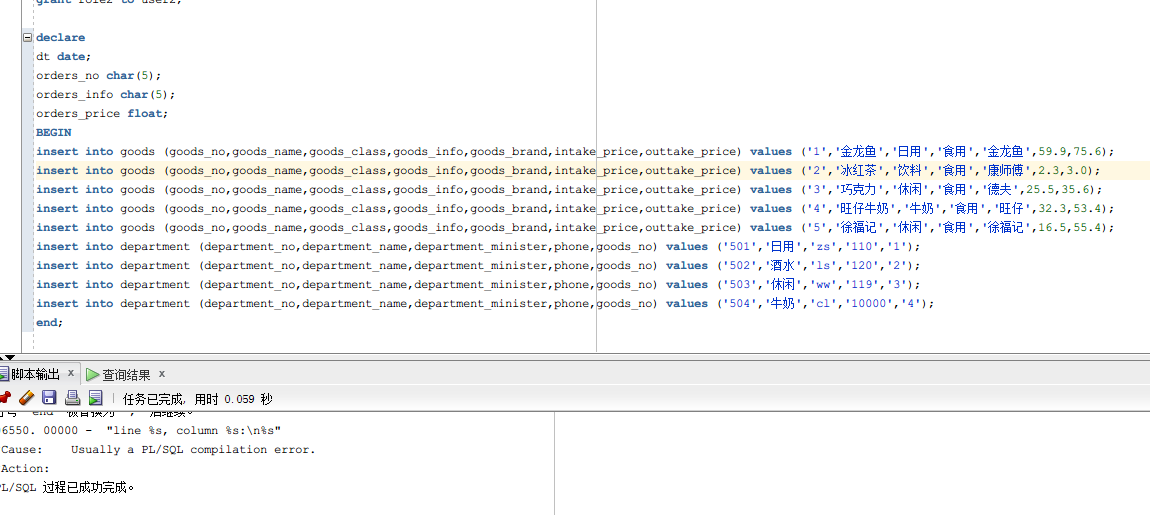 grant role2 to user2;
declare
dt date;
orders_no char(5);
orders_info char(5);
orders_price float;
BEGIN
insert into goods (goods_no,goods_name,goods_class,goods_info,goods_brand,intake_price,outtake_price) values ('1','金龙鱼','日用','食用','金龙鱼',59.9,75.6);
insert into goods (goods_no,goods_name,goods_class,goods_info,goods_brand,intake_price,outtake_price) values ('2','冰红茶','饮料','食用','康师傅',2.3,3.0);
insert into goods (goods_no,goods_name,goods_class,goods_info,goods_brand,intake_price,outtake_price) values ('3','巧克力','休闲','食用','德夫',25.5,35.6);
insert into goods (goods_no,goods_name,goods_class,goods_info,goods_brand,intake_price,outtake_price) values ('4','旺仔牛奶','牛奶','食用','旺仔',32.3,53.4);
insert into goods (goods_no,goods_name,goods_class,goods_info,goods_brand,intake_price,outtake_price) values ('5','徐福记','休闲','食用','徐福记',16.5,55.4);
insert into department (department_no,department_name,department_minister,phone,goods_no) values ('501','日用','zs','110','1');
insert into department (department_no,department_name,department_minister,phone,goods_no) values ('502','酒水','ls','120','2');
insert into department (department_no,department_name,department_minister,phone,goods_no) values ('503','休闲','ww','119','3');
insert into department (department_no,department_name,department_minister,phone,goods_no) values ('504','牛奶','cl','10000','4');
end;
脚本输出 x 查询结果 x
任务已完成, 用时 0.059 秒
符号 "end" 被替换为 ";" 后继续。
06550. 00000 - "line %s, column %s:\n%s"
Cause: Usually a PL/SQL compilation error.
Action:
PL/SQL 过程已成功完成。